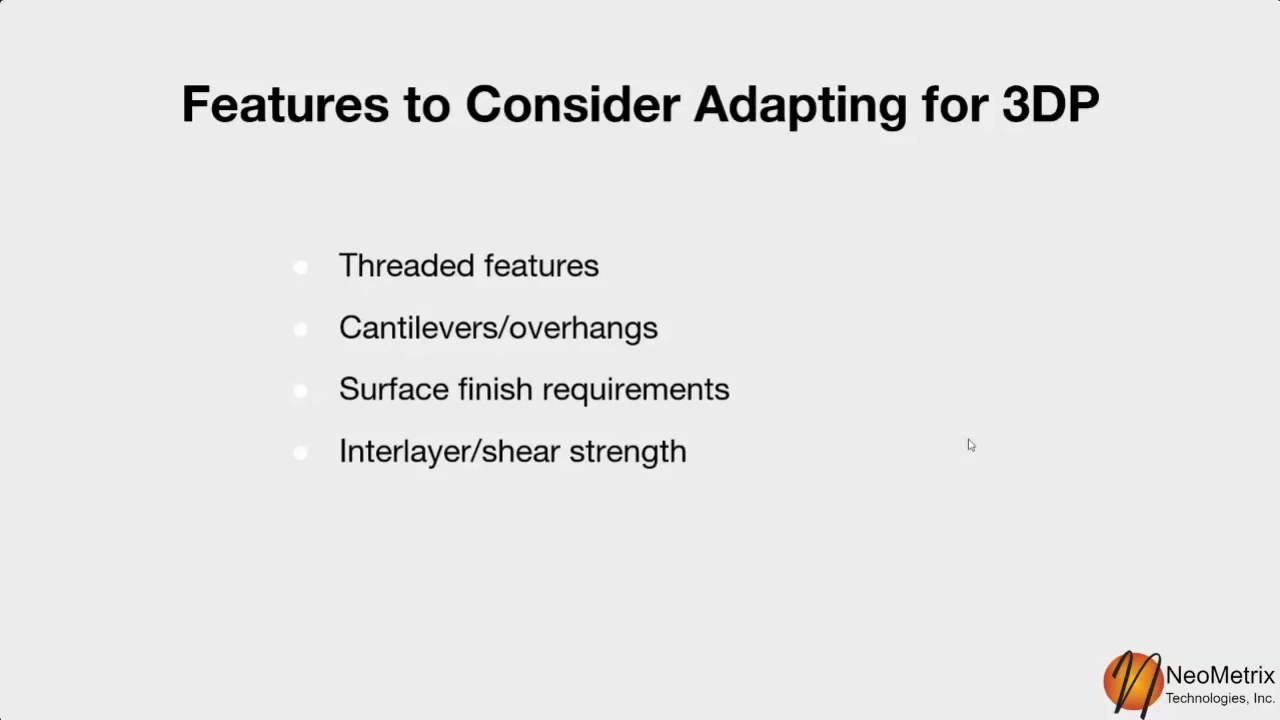 Features to Consider Adapting for 3DP
Threaded features
Cantilevers/overhangs
Surface finish requirements
Interlayer/shear strength
NeoMetrix
Technologies, Inc.